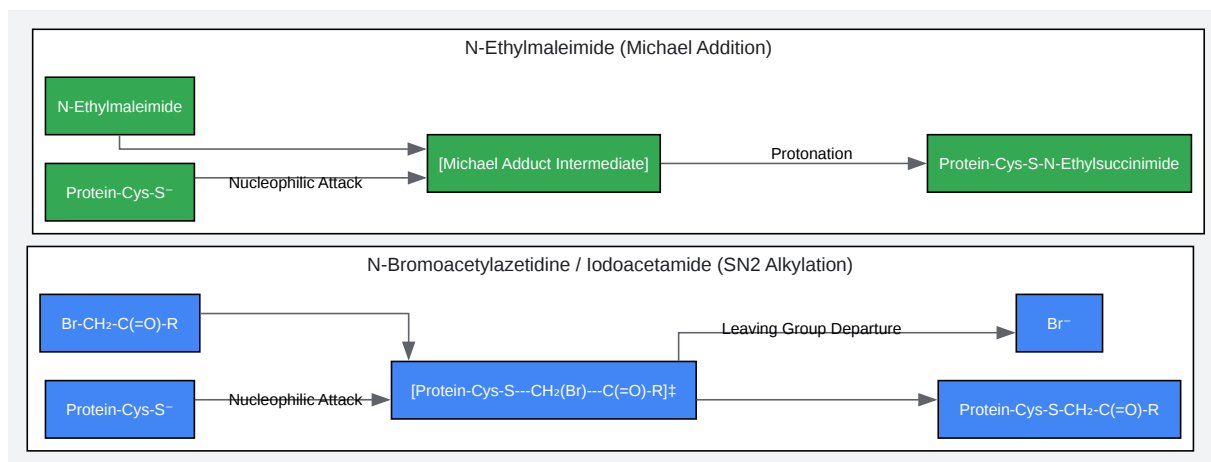 N-Ethylmaleimide (Michael Addition)
N-Ethylmaleimide
Protein-Cys-S⁻
Nucleophilic Attack
[Michael Adduct Intermediate]
Protonation
Protein-Cys-S-N-Ethylsuccinimide
N-Bromoacetylazetidine / Iodoacetamide (SN2 Alkylation)
Br-CH₂-C(=O)-R
Protein-Cys-S⁻
Nucleophilic Attack
[Protein-Cys-S---CH₂(Br)---C(=O)-R]‡
Leaving Group Departure
Br⁻
Protein-Cys-S-CH₂-C(=O)-R